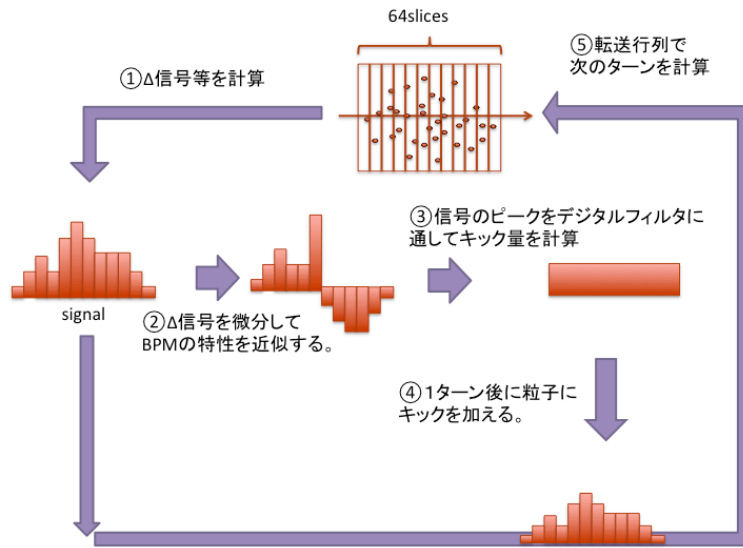 64slices
①Δ信号等を計算
⑤転送行列で
次のターンを計算
③信号のピークをデジタルフィルタに
通してキック量を計算
signal
②Δ信号を微分して
BPMの特性を近似する。
④1ターン後に粒子に
キックを加える。